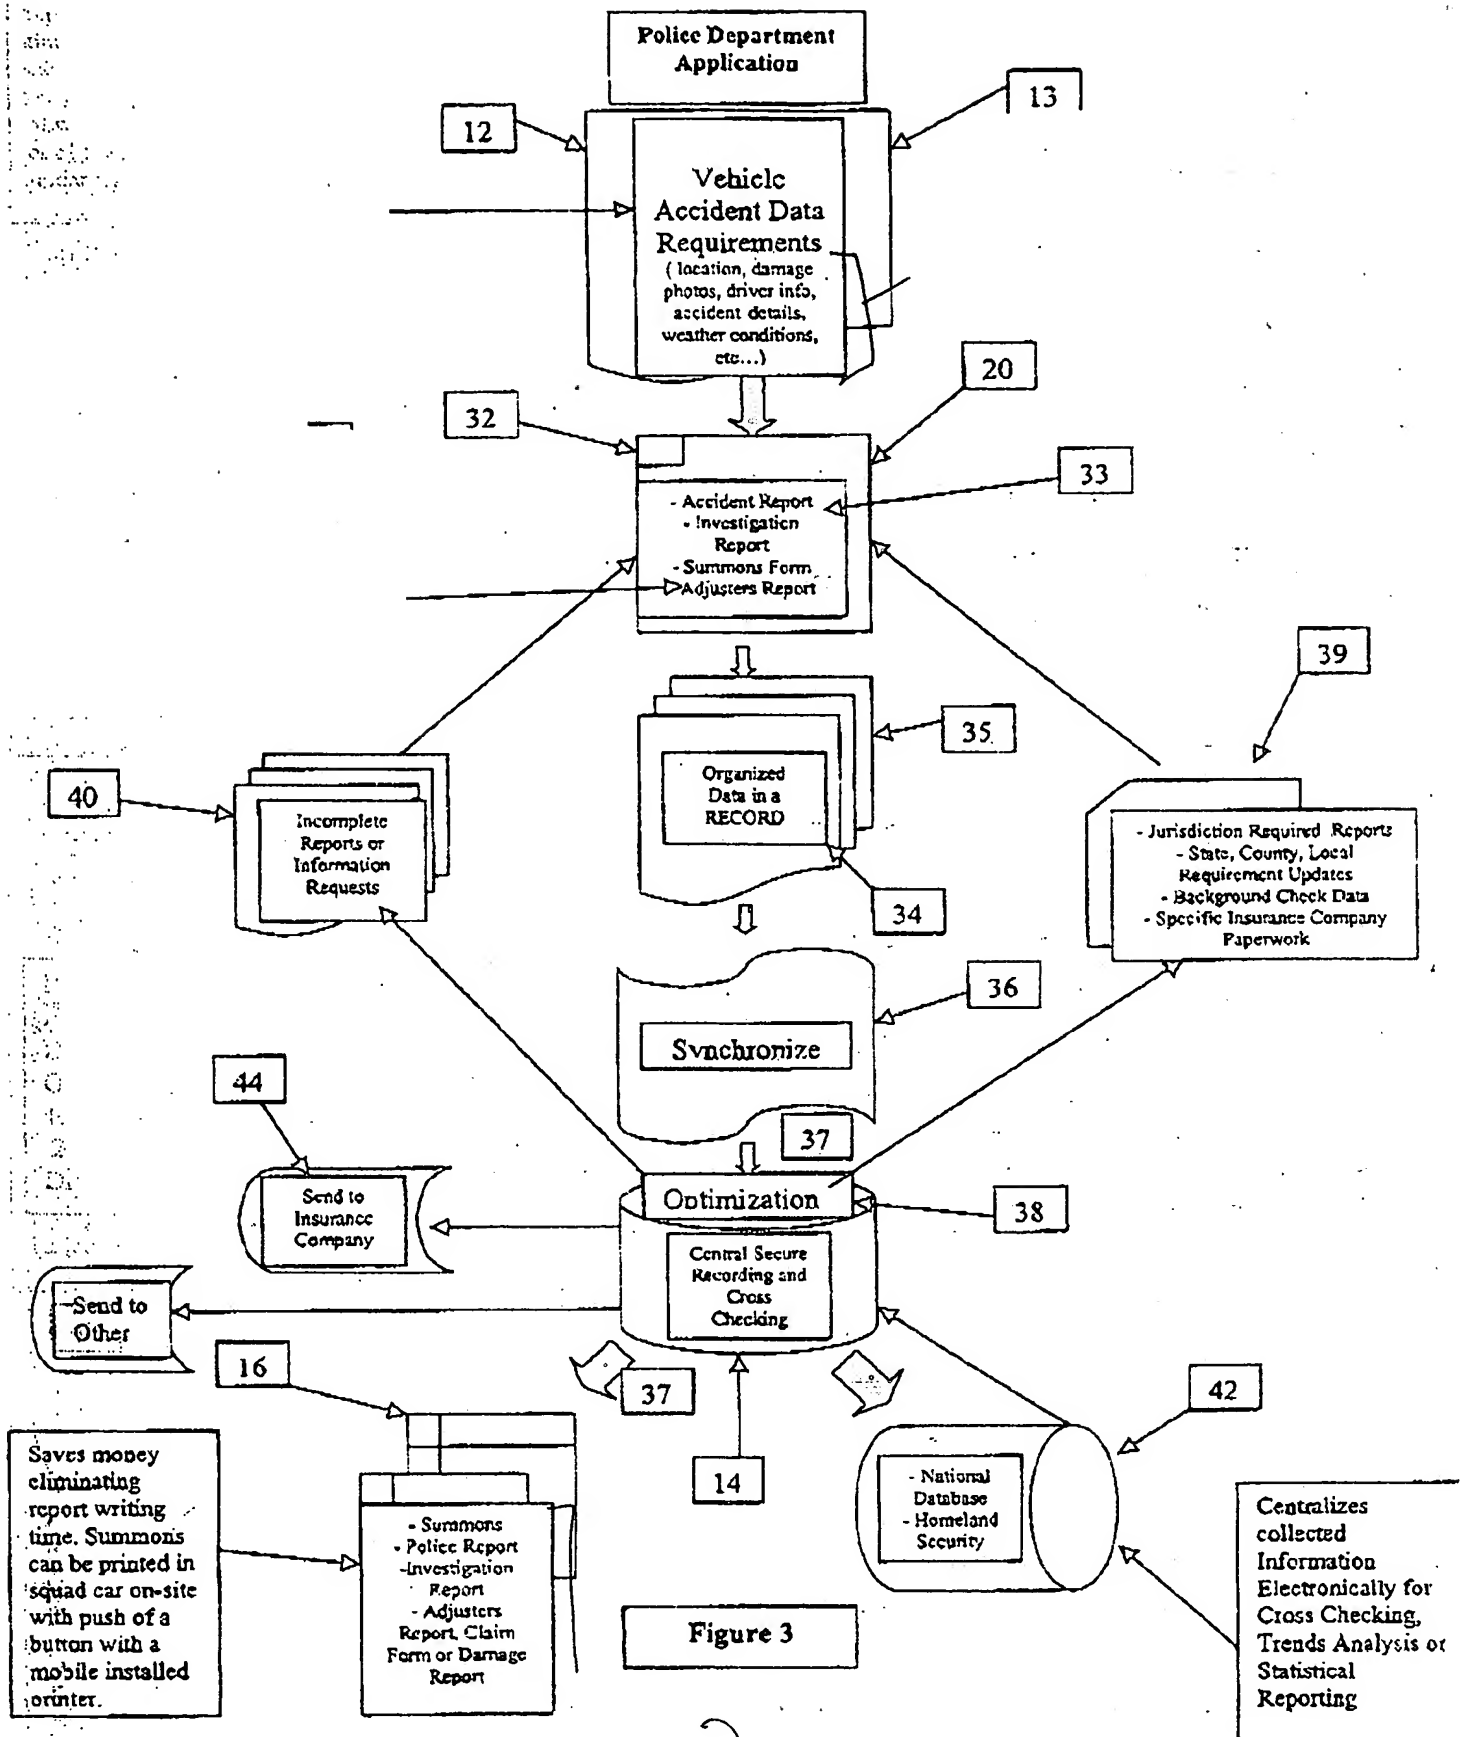 Police Department
Application
12
13
Vehicle
Accident Data
Requirements
( location, damage
photos, driver info,
accident details,
weather conditions,
etc...)
20
32
33
- Accident Report
- Investigation
Report
- Summons Form
Adjusters Report
39
35
Organized
Data in a
RECORD
40
Incomplete
Reports or
Information
Requests
34
- Jurisdiction Required Reports
- State, County, Local
Requirement Updates
- Background Check Data
- Specific Insurance Company
Paperwork
36
Synchronize
44
37
Send to
Insurance
Company
Optimization
38
Central Secure
Recording and
Cross
Checking
Send to
Other
16
37
42
14
Saves money
eliminating
report writing
time. Summons
can be printed in
squad car on-site
with push of a
button with a
mobile installed
printer.
- Summons
- Police Report
-Investigation
Report
- Adjusters
Report, Claim
Form or Damage
Report
- National
Database
- Homeland
Security
Centralizes
collected
Information
Electronically for
Cross Checking,
Trends Analysis or
Statistical
Reporting
Figure 3